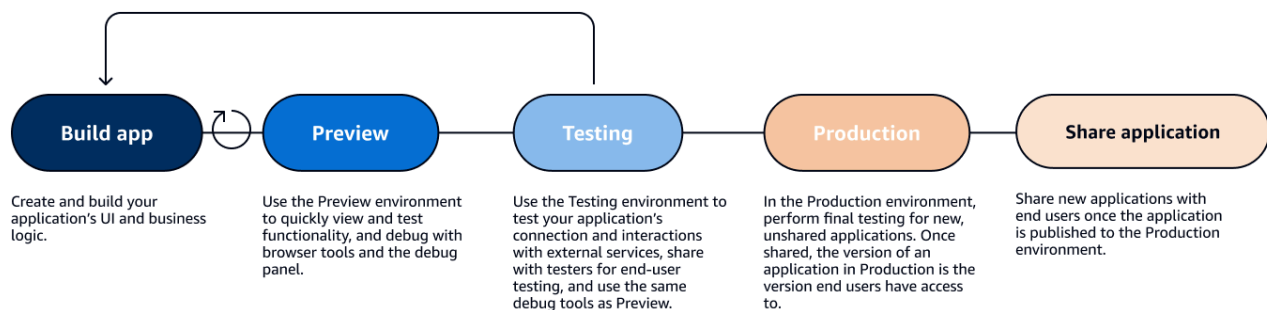 Build app
Preview
Testing
Production
Share application
Create and build your
application's UI and business
logic.
Use the Preview environment
to quickly view and test
functionality, and debug with
browser tools and the debug
panel.
Use the Testing environment to
test your application's
connection and interactions
with external services, share
with testers for end-user
testing, and use the same
debug tools as Preview.
In the Production environment,
perform final testing for new,
unshared applications. Once
shared, the version of an
application in Production is the
version end users have access
to.
Share new applications with
end users once the application
is published to the Production
environment.